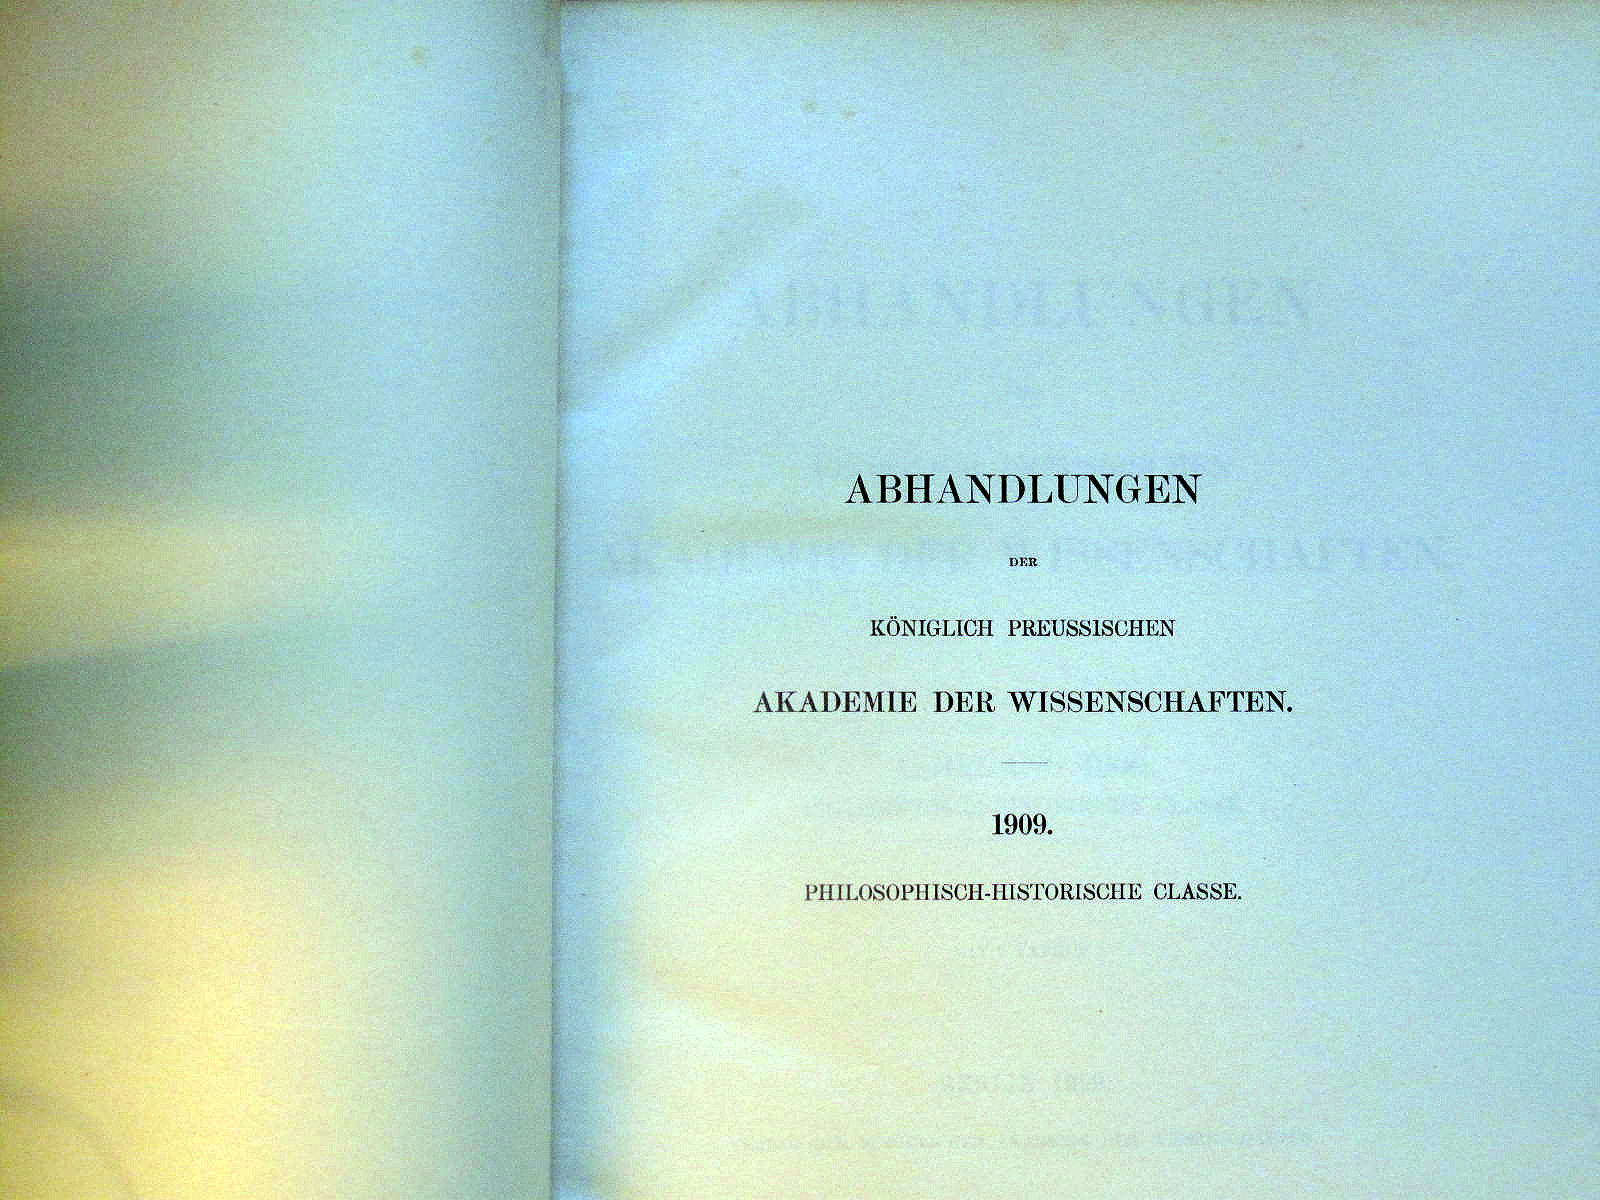 ABHANDLUNGEN
DER
KÖNIGLICH PREUSSISCHEN
AKADEMIE DER WISSENSCHAFTEN.
1909.
PHILOSOPHISCH-HISTORISCHE CLASSE.